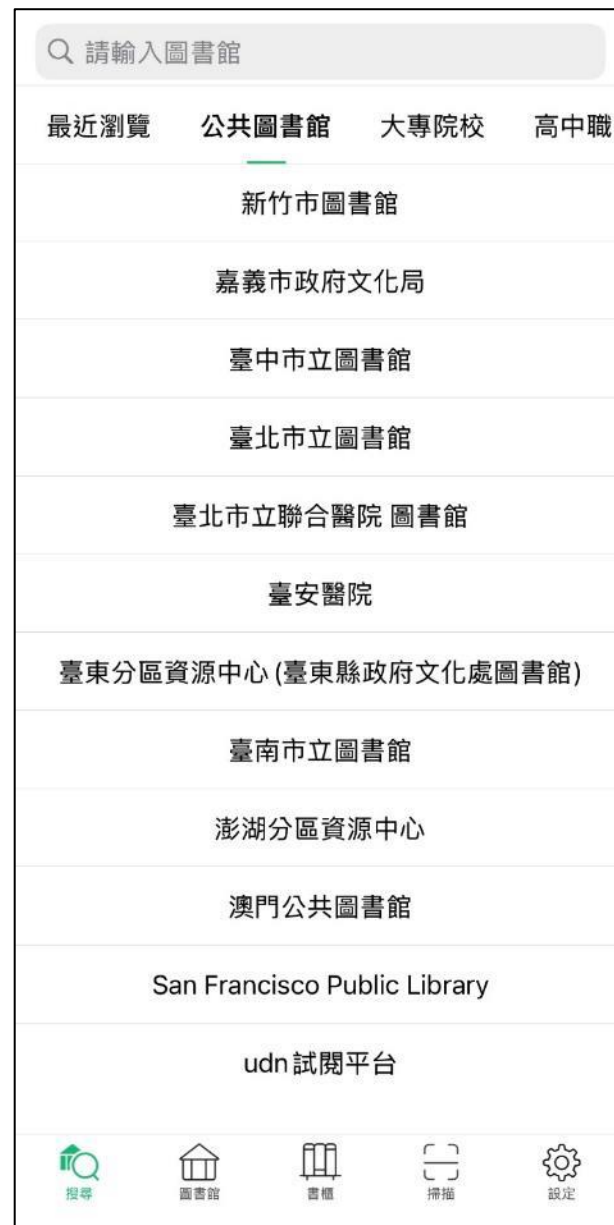 請輸入圖書館
最近瀏覽 公共圖書館 大專院校 高中職
新竹市圖書館
嘉義市政府文化局
臺中市立圖書館
臺北市立圖書館
臺北市立聯合醫院 圖書館
臺安醫院
臺東分區資源中心 (臺東縣政府文化處圖書館)
臺南市立圖書館
澎湖分區資源中心
澳門公共圖書館
San Francisco Public Library
udn試閱平台
搜尋 圖書館 書櫃 掃描 設定